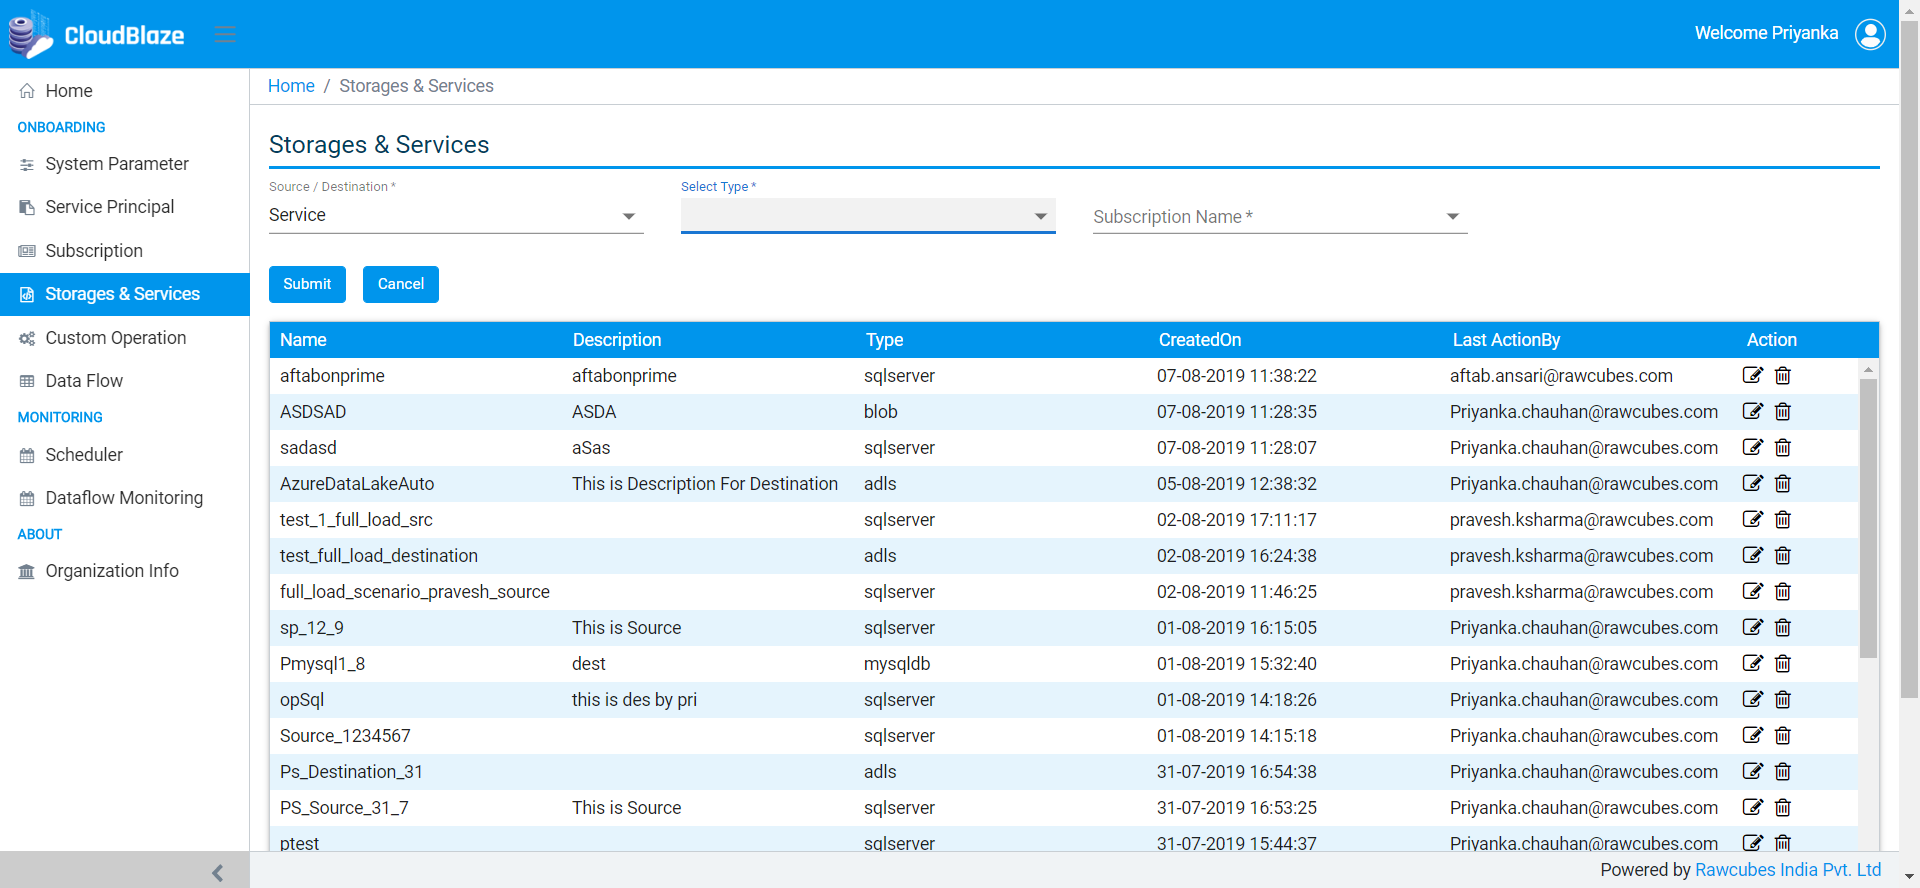 CloudBlaze
Welcome Priyanka
Home
ONBOARDING
System Parameter
Service Principal
Subscription
Storages & Services
Custom Operation
Data Flow
MONITORING
Scheduler
Dataflow Monitoring
ABOUT
Organization Info
Home / Storages & Services
Storages & Services
Source / Destination *
Service
Select Type *
Subscription Name *
Submit Cancel
Name Description Type CreatedOn Last ActionBy Action
aftabonprime aftabonprime sqlserver 07-08-2019 11:38:22 aftab.ansari@rawcubes.com
ASDSAD ASDA blob 07-08-2019 11:28:35 Priyanka.chauhan@rawcubes.com
sadasd aSas sqlserver 07-08-2019 11:28:07 Priyanka.chauhan@rawcubes.com
AzureDataLakeAuto This is Description For Destination adls 05-08-2019 12:38:32 Priyanka.chauhan@rawcubes.com
test_1_full_load_src sqlserver 02-08-2019 17:11:17 pravesh.ksharma@rawcubes.com
test_full_load_destination adls 02-08-2019 16:24:38 pravesh.ksharma@rawcubes.com
full_load_scenario_pravesh_source sqlserver 02-08-2019 11:46:25 pravesh.ksharma@rawcubes.com
sp_12_9 This is Source sqlserver 01-08-2019 16:15:05 Priyanka.chauhan@rawcubes.com
Pmysql1_8 dest mysqldb 01-08-2019 15:32:40 Priyanka.chauhan@rawcubes.com
opSql this is des by pri sqlserver 01-08-2019 14:18:26 Priyanka.chauhan@rawcubes.com
Source_1234567 sqlserver 01-08-2019 14:15:18 Priyanka.chauhan@rawcubes.com
Ps_Destination_31 adls 31-07-2019 16:54:38 Priyanka.chauhan@rawcubes.com
PS_Source_31_7 This is Source sqlserver 31-07-2019 16:53:25 Priyanka.chauhan@rawcubes.com
ptest sqlserver 31-07-2019 15:44:37 Priyanka.chauhan@rawcubes.com
Powered by Rawcubes India Pvt. Ltd